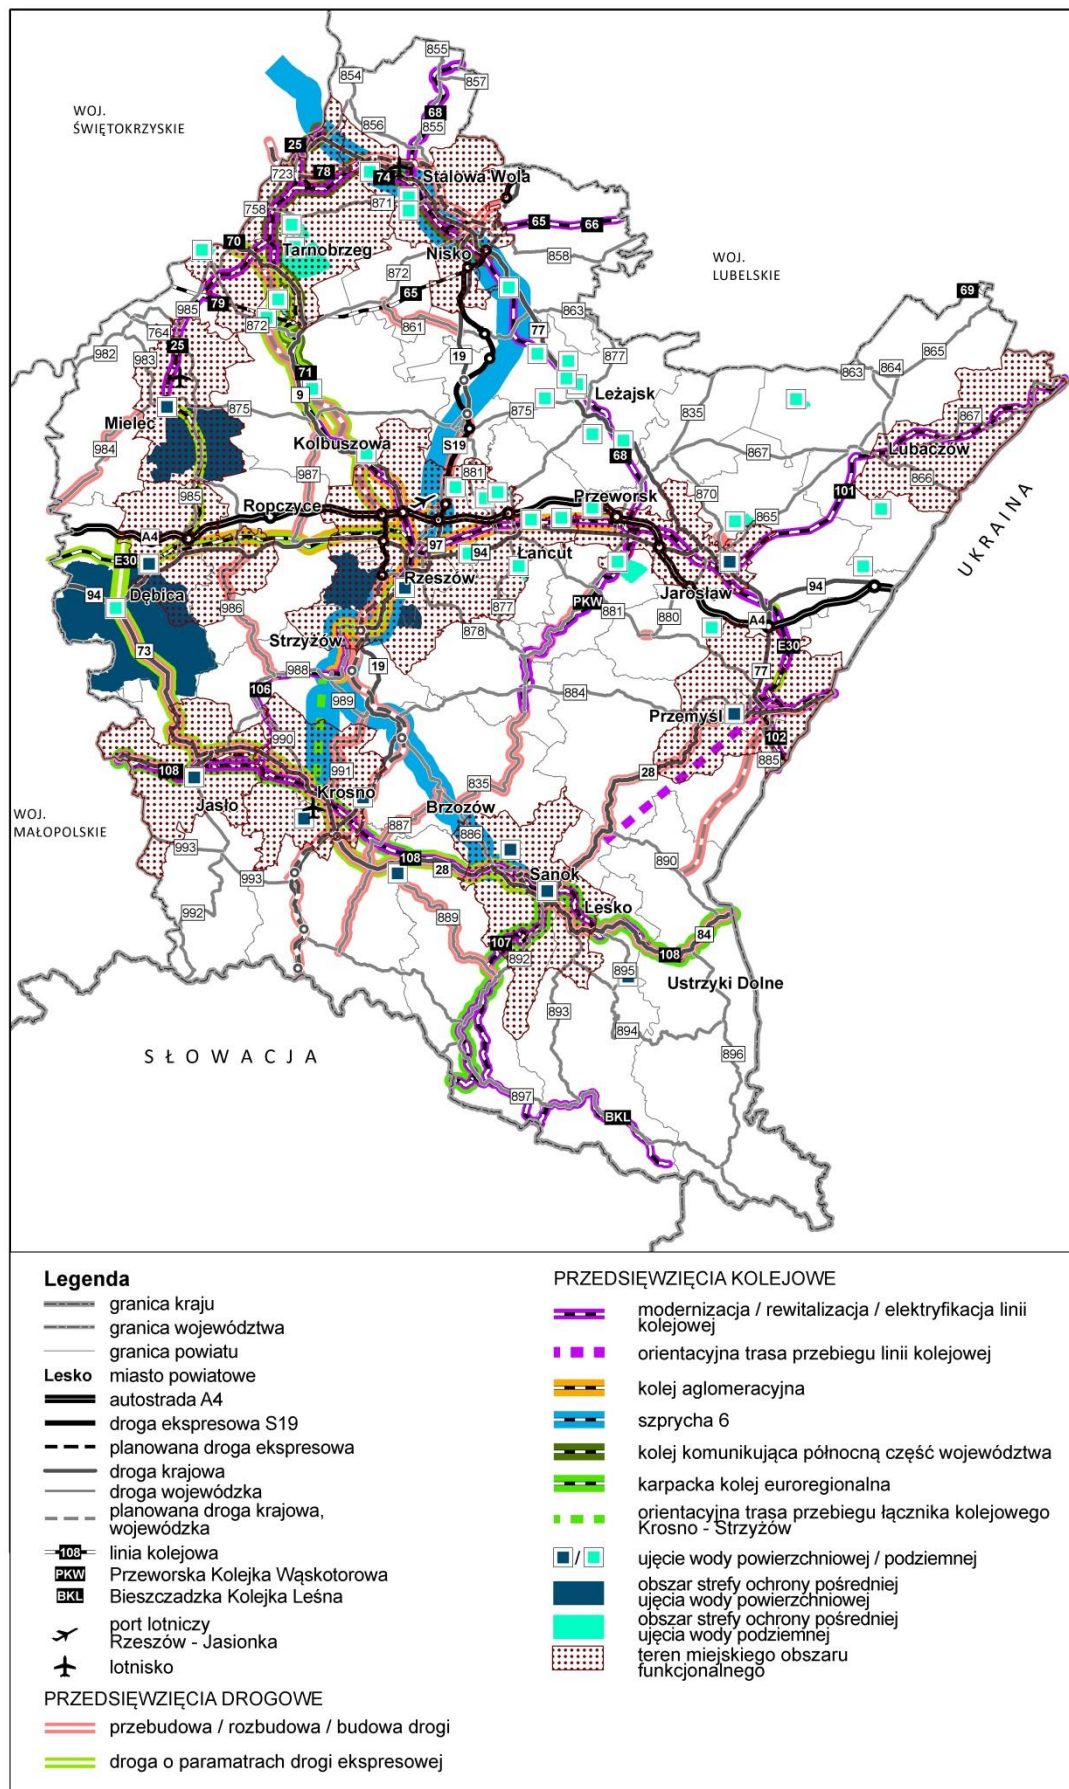 855
854
857
WOJ.
ŚWIĘTOKRZYSKIE
68
856
855
25
723
78
74
Stalowa Wola
871
758
65
66
70
Tarnobrzeg
Nisko
858
WOJ.
LUBELSKIE
872
79
985
65
69
872
861
863
764
77
982
983
25
19
877
865
864
863
71
9
Leżajsk
875
875
835
867
Mielec
Kolbuszowa
984
987
S19
68
867
Lubaczów
866
985
Ropczyce
881
Przeworsk
870
101
865
UKRAINA
A4
97
94
E30
Łańcut
Rzeszów
Jarosław
94
Dębica
94
986
PKW
877
881
880
A4
Strzyżów
878
E30
73
19
77
988
106
989
884
Przemyśl
990
102
885
108
991
835
28
Jasło
Krosno
Brzozów
WOJ.
MAŁOPOLSKIE
887
886
993
108
28
890
993
Sanok
992
889
Lesko
84
107
892
108
895
Ustrzyki Dolne
893
894
896
SŁOWACJA
897
BKL
Legenda
granica kraju
granica województwa
granica powiatu
Lesko miasto powiatowe
autostrada A4
droga ekspresowa S19
planowana droga ekspresowa
droga krajowa
droga wojewódzka
planowana droga krajowa,
wojewódzka
108 linia kolejowa
PKW Przeworska Kolejka Wąskotorowa
BKL Bieszczadzka Kolejka Leśna
port lotniczy
Rzeszów - Jasionka
lotnisko
PRZEDSIĘWZIĘCIA DROGOWE
przebudowa / rozbudowa / budowa drogi
droga o paramatrach drogi ekspresowej
PRZEDSIĘWZIĘCIA KOLEJOWE
modernizacja / rewitalizacja / elektryfikacja linii
kolejowej
orientacyjna trasa przebiegu linii kolejowej
kolej aglomeracyjna
szprycha 6
kolej komunikująca północną część województwa
karpacka kolej euroregionalna
orientacyjna trasa przebiegu łącznika kolejowego
Krosno - Strzyżów
/ ujęcie wody powierzchniowej / podziemnej
obszar strefy ochrony pośredniej
ujęcia wody powierzchniowej
obszar strefy ochrony pośredniej
ujęcia wody podziemnej
teren miejskiego obszaru
funkcjonalnego